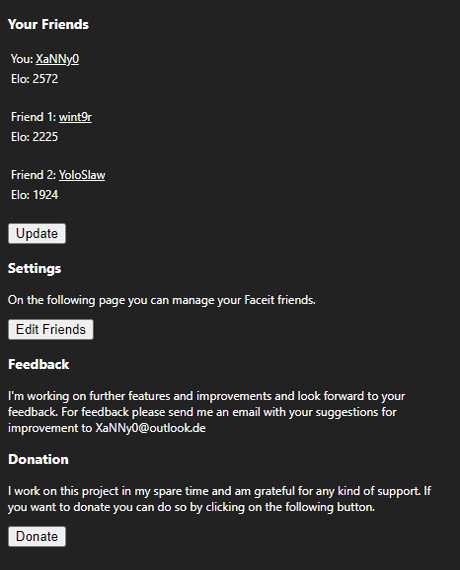 Your Friends
You: XaNNy0
Elo: 2572
Friend 1: wint9r
Elo: 2225
Friend 2: YoloSlaw
Elo: 1924
Update
Settings
On the following page you can manage your Faceit friends.
Edit Friends
Feedback
I'm working on further features and improvements and look forward to your
feedback. For feedback please send me an email with your suggestions for
improvement to XaNNy0@outlook.de
Donation
I work on this project in my spare time and am grateful for any kind of support. If
you want to donate you can do so by clicking on the following button.
Donate